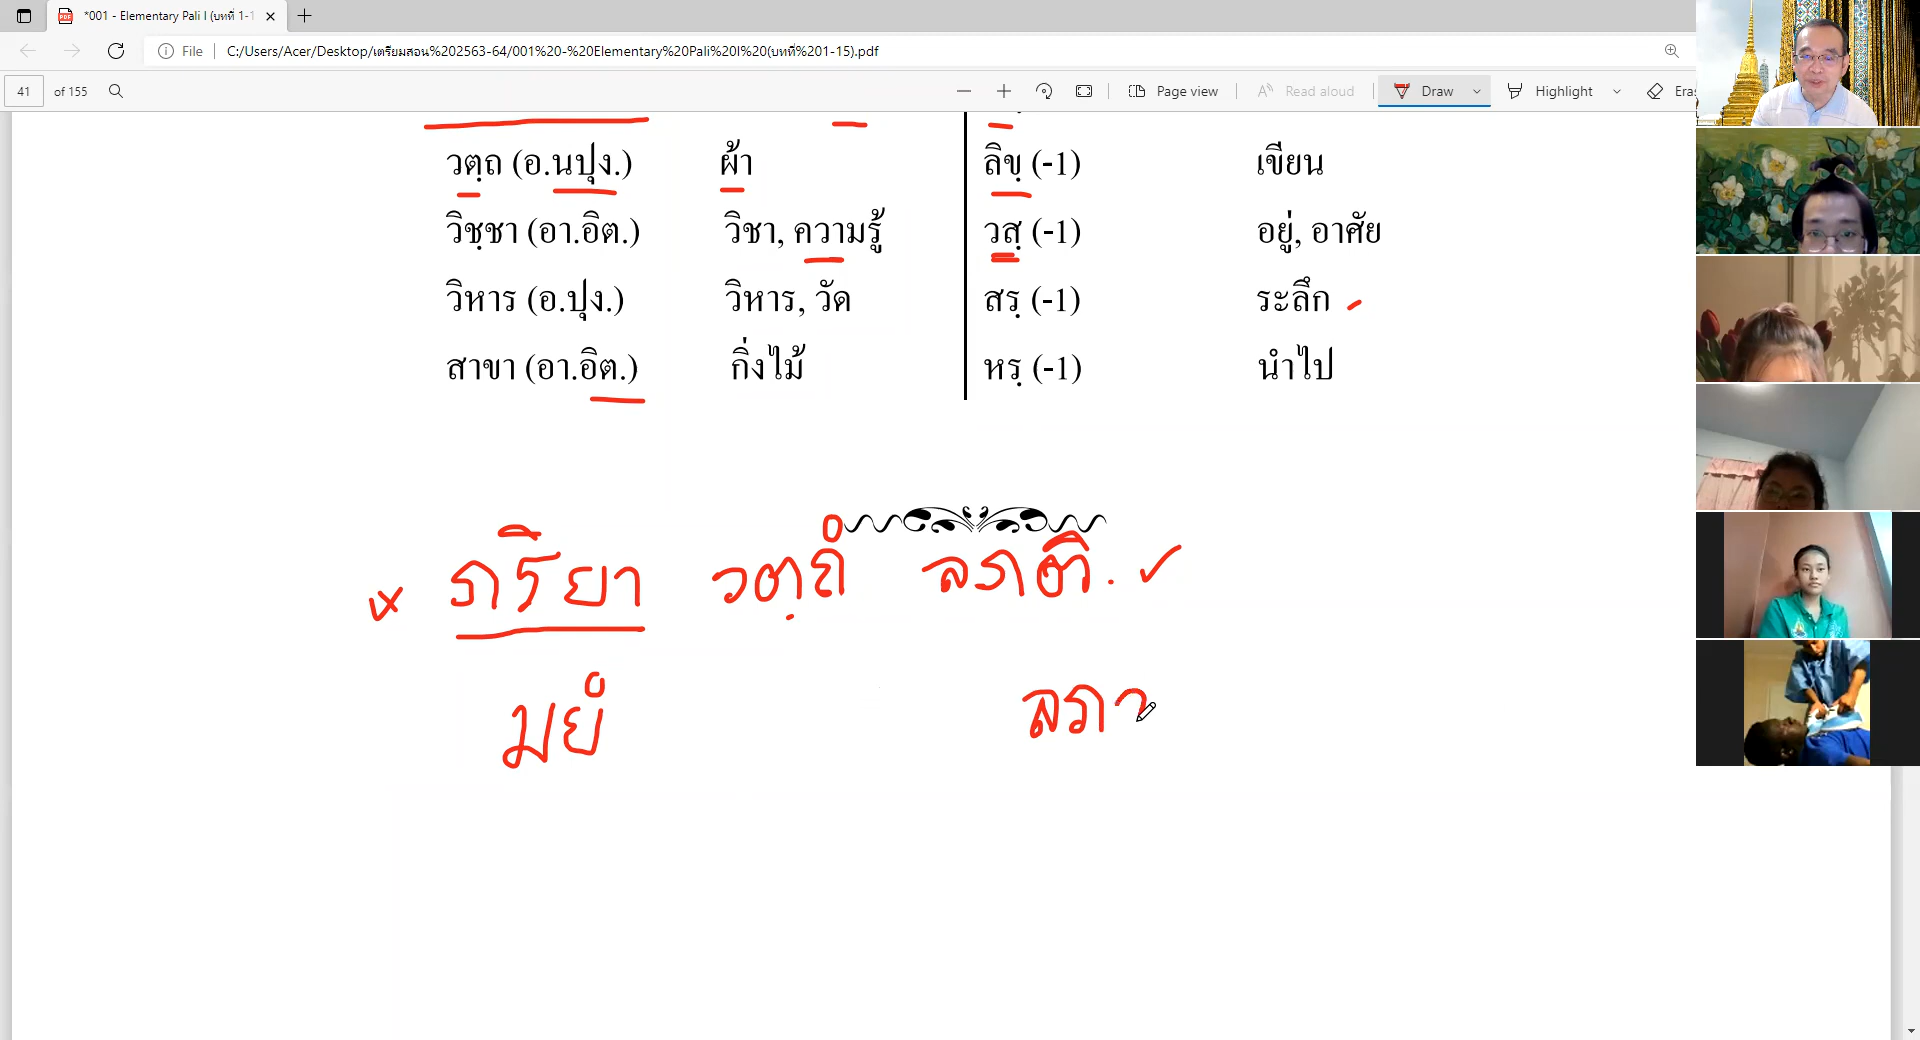 *001 - Elementary Pali I (บทที่ 1-1
File C:/Users/Acer/Desktop/เตรียมสอน%202563-64/001%20-%20Elementary%20Pali%20I%20(บทที่%201-15).pdf
41 of 155 Page view Read aloud Draw Highlight Eras
วตฺถ (อ.นปุง.) ผ้า ลิขฺ (-1) เขียน
วิชฺชา (อา.อิต.) วิชา, ความรู้ วสฺ (-1) อยู่, อาศัย
วิหาร (อ.ปุง.) วิหาร, วัด สรฺ (-1) ระลึก
สาขา (อา.อิต.) กิ่งไม้ หรฺ (-1) นำไป
ภริยา วตฺถํ ลภติ.
มยํ ลภา